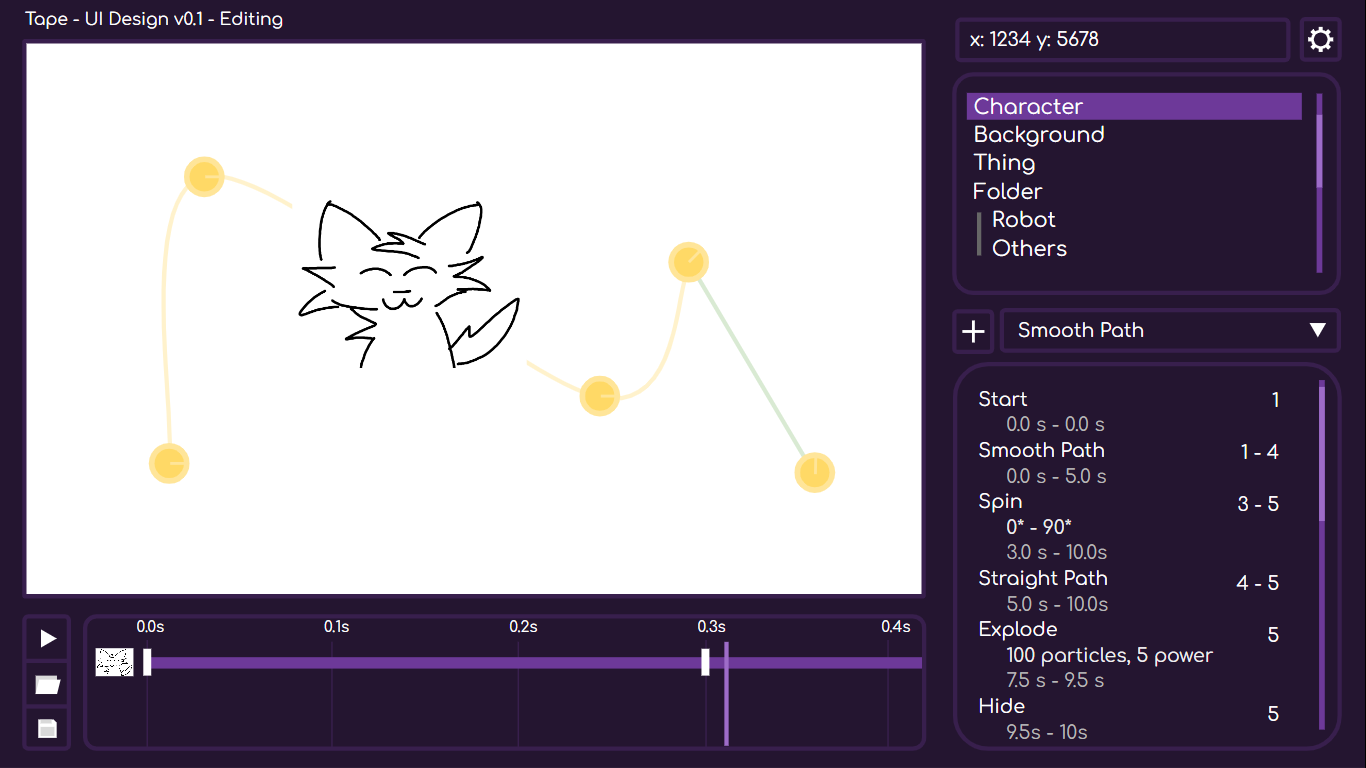 Tape - UI Design v0.1 - Editing
x: 1234 y: 5678
Character
Background
Thing
Folder
Robot
Others
Smooth Path
Start 1
0.0 s - 0.0 s
Smooth Path 1 - 4
0.0 s - 5.0 s
Spin 3 - 5
0* - 90*
3.0 s - 10.0s
Straight Path 4 - 5
5.0 s - 10.0s
Explode 5
100 particles, 5 power
7.5 s - 9.5 s
Hide 5
9.5s - 10s
0.0s 0.1s 0.2s 0.3s 0.4s